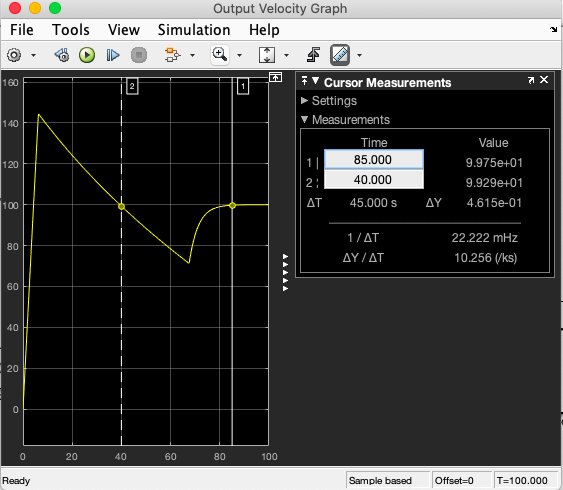 Output Velocity Graph
File Tools View Simulation Help
160
140
120
100
80
60
40
20
0
0 20 40 60 80 100
2
1
Cursor Measurements
Settings
Measurements
Time Value
1 | 85.000 9.975e+01
2 40.000 9.929e+01
ΔT 45.000 s ΔY 4.615e-01
1 / ΔT 22.222 mHz
ΔY / ΔT 10.256 (/ks)
Ready Sample based Offset=0 T=100.000